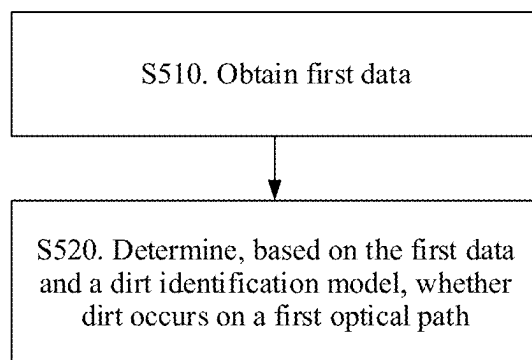 S510. Obtain first data
S520. Determine, based on the first data
and a dirt identification model, whether
dirt occurs on a first optical path